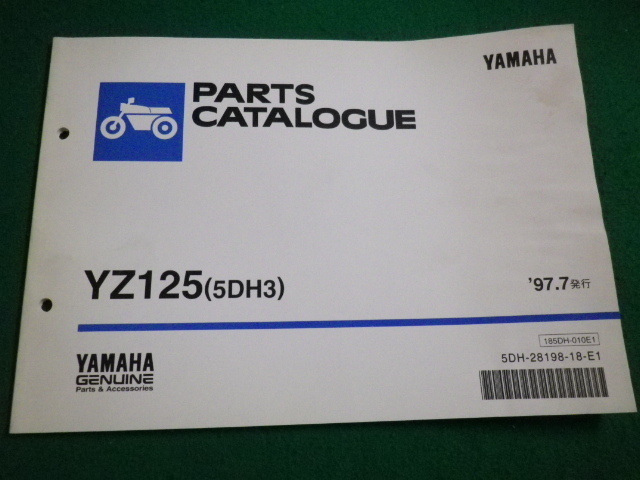 YAMAHA
PARTS
CATALOGUE
YZ125(5DH3)
'97.7発行
185DH-010E1
5DH-28198-18-E1
YAMAHA
GENUINE
Parts & Accessories